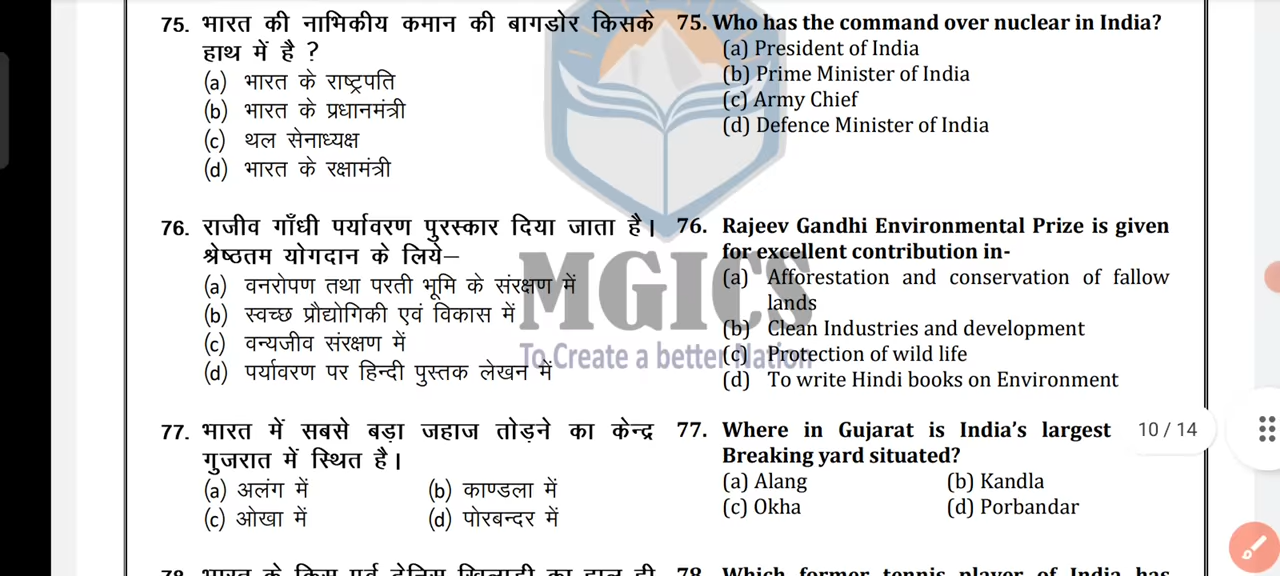 75. भारत की नाभिकीय कमान की बागडोर किसके
हाथ में है ?
(a) भारत के राष्ट्रपति
(b) भारत के प्रधानमंत्री
(c) थल सेनाध्यक्ष
(d) भारत के रक्षामंत्री
76. राजीव गाँधी पर्यावरण पुरस्कार दिया जाता है।
श्रेष्ठतम योगदान के लिये–
(a) वनरोपण तथा परती भूमि के संरक्षण में
(b) स्वच्छ प्रौद्योगिकी एवं विकास में
(c) वन्यजीव संरक्षण में
(d) पर्यावरण पर हिन्दी पुस्तक लेखन में
77. भारत में सबसे बड़ा जहाज तोड़ने का केन्द्र
गुजरात में स्थित है।
(a) अलंग में (b) काण्डला में
(c) ओखा में (d) पोरबन्दर में
78. भारत के किस पूर्व टेनिस खिलाड़ी का हाल ही
75. Who has the command over nuclear in India?
(a) President of India
(b) Prime Minister of India
(c) Army Chief
(d) Defence Minister of India
76. Rajeev Gandhi Environmental Prize is given
for excellent contribution in-
(a) Afforestation and conservation of fallow
lands
(b) Clean Industries and development
(c) Protection of wild life
(d) To write Hindi books on Environment
77. Where in Gujarat is India's largest
Breaking yard situated?
(a) Alang (b) Kandla
(c) Okha (d) Porbandar
78. Which former tennis player of India has
MGICS
To Create a better Nation
10 / 14